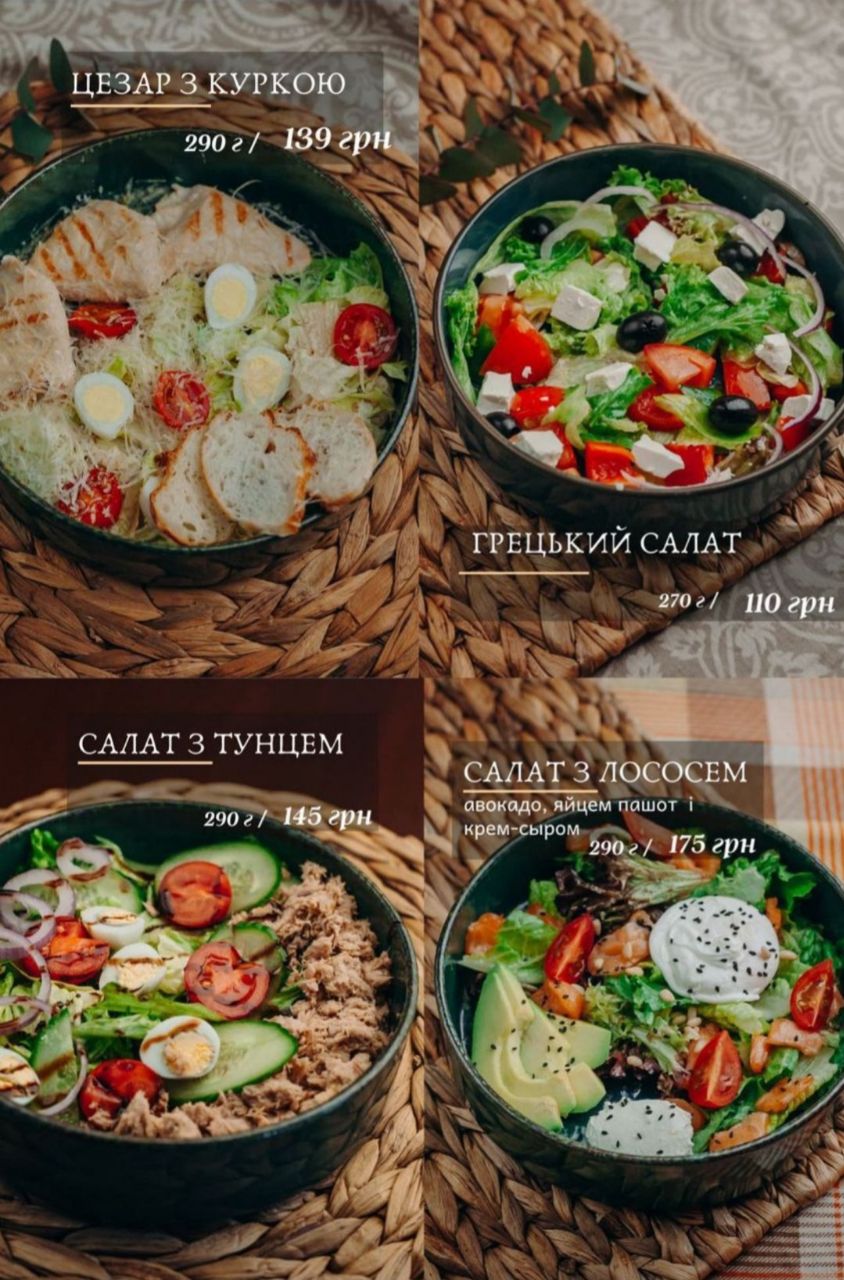 ЦЕЗАР З КУРКОЮ
290 г / 139 грн
ГРЕЦЬКИЙ САЛАТ
270 г / 110 грн
САЛАТ З ТУНЦЕМ
290 г / 145 грн
САЛАТ З ЛОСОСЕМ
авокадо, яйцем пашот і
крем-сыром
290 г / 175 грн